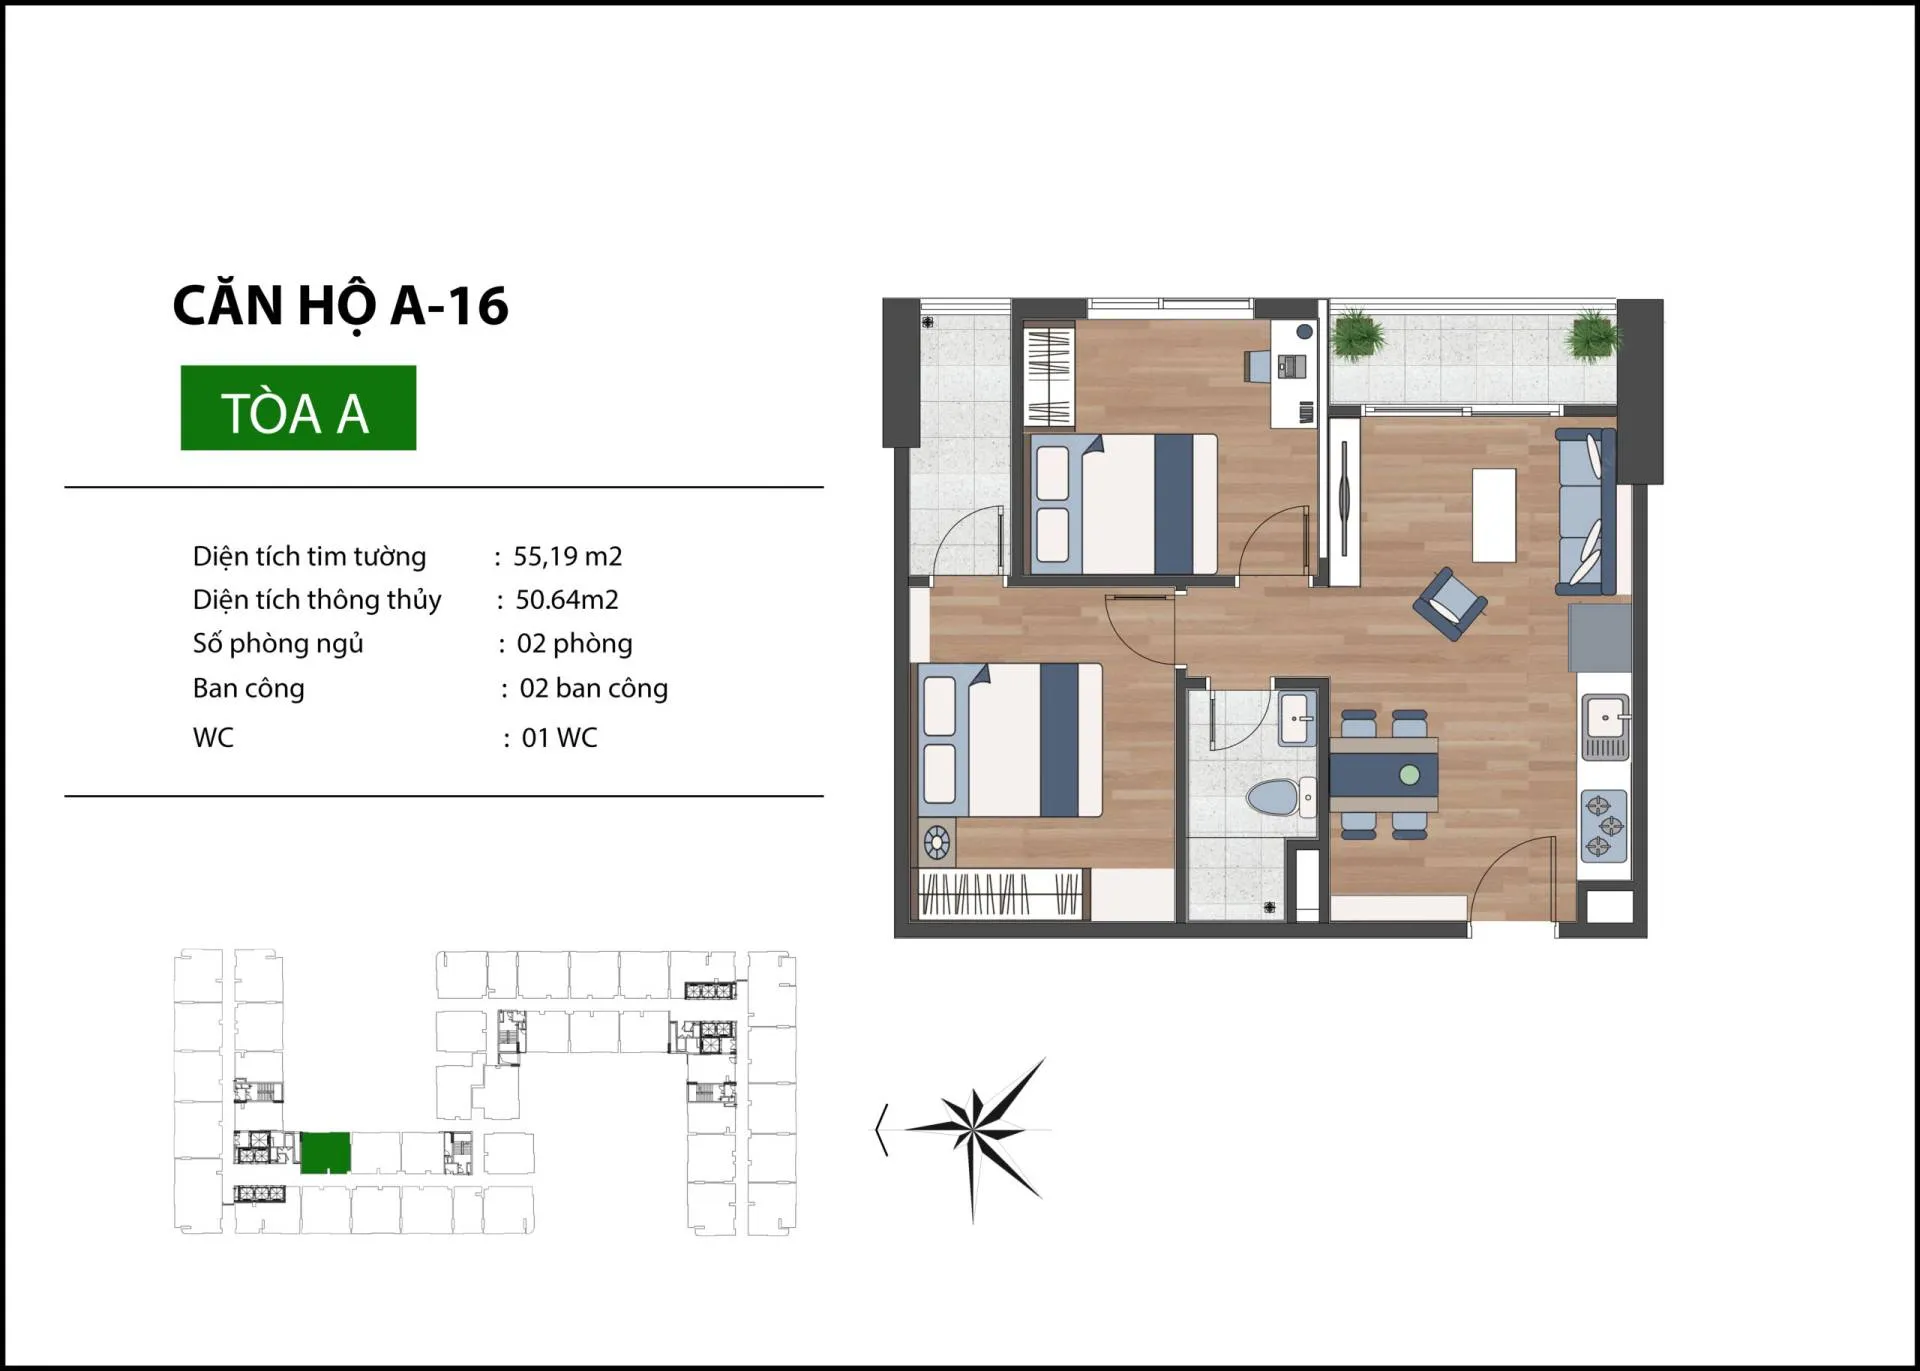 CĂN HỘ A-16
TÒA A
Diện tích tim tường : 55,19 m2
Diện tích thông thủy : 50.64m2
Số phòng ngủ : 02 phòng
Ban công : 02 ban công
WC : 01 WC